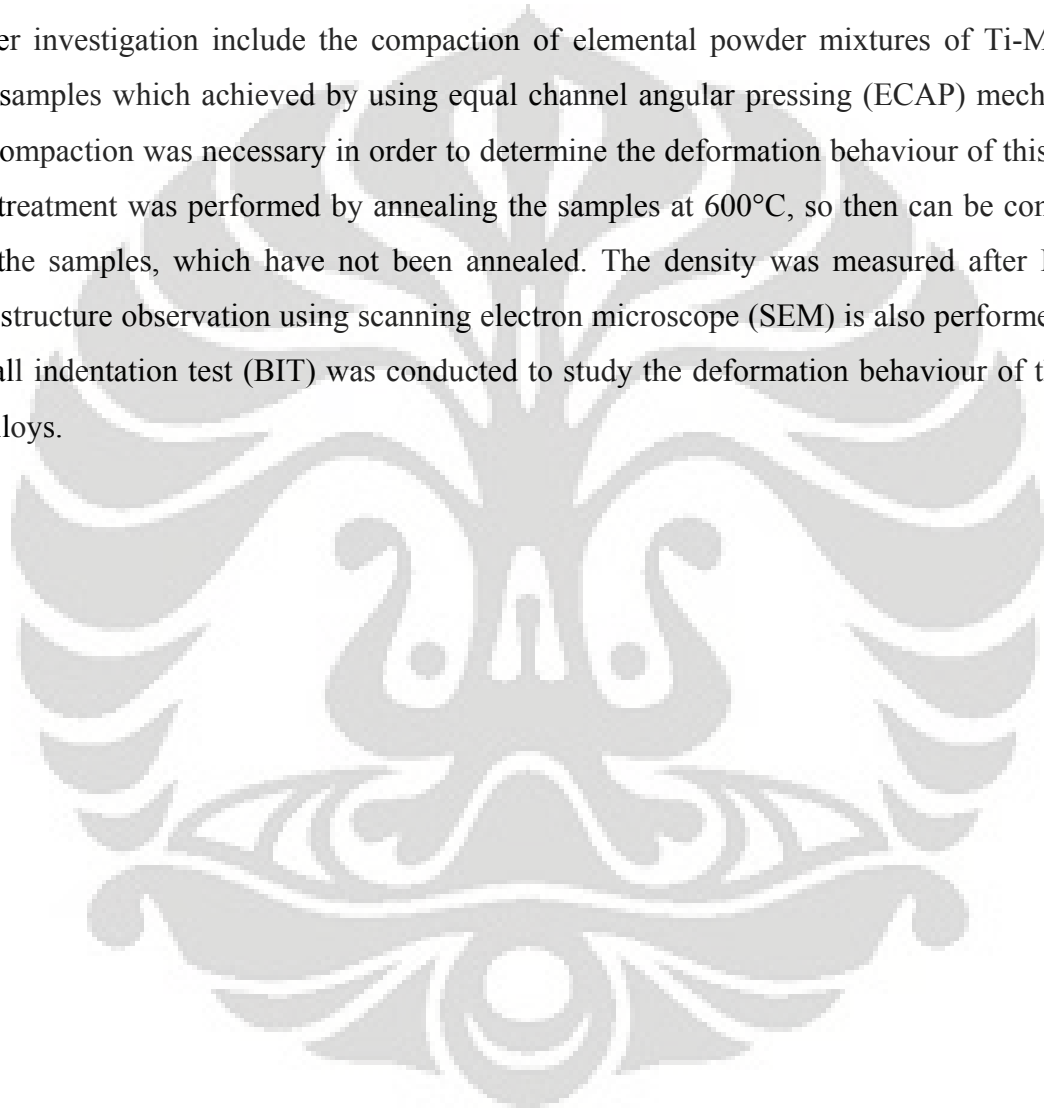 er investigation include the compaction of elemental powder mixtures of Ti-M
samples which achieved by using equal channel angular pressing (ECAP) mech
ompaction was necessary in order to determine the deformation behaviour of this
treatment was performed by annealing the samples at 600°C, so then can be con
the samples, which have not been annealed. The density was measured after
structure observation using scanning electron microscope (SEM) is also performe
all indentation test (BIT) was conducted to study the deformation behaviour of t
lloys.